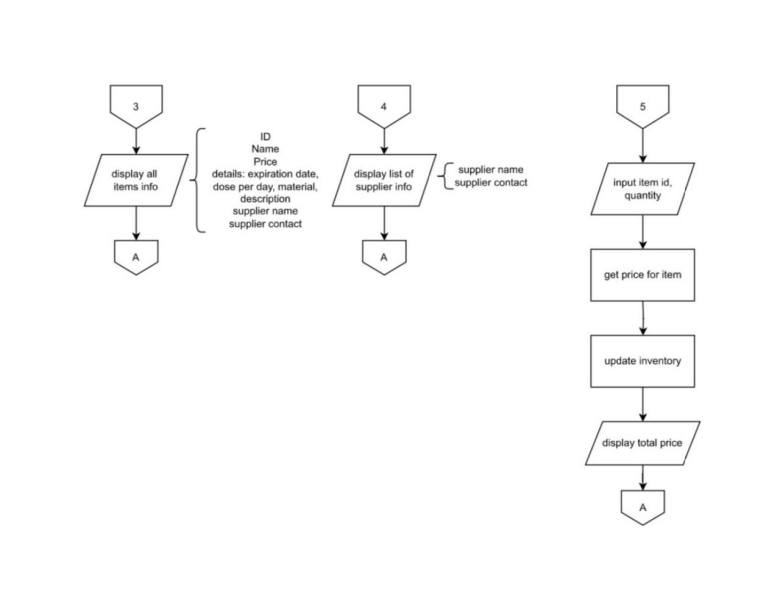 3
display all
items info
ID
Name
Price
details: expiration date,
dose per day, material,
description
supplier name
supplier contact
A
4
display list of
supplier info
supplier name
supplier contact
A
5
input item id,
quantity
get price for item
update inventory
display total price
A